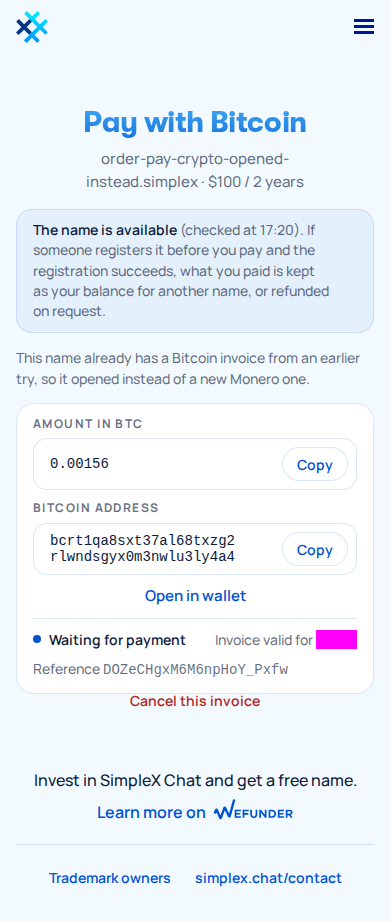 Pay with Bitcoin
order-pay-crypto-opened-
instead.simplex · $100 / 2 years
The name is available (checked at 17:20). If
someone registers it before you pay and the
registration succeeds, what you paid is kept
as your balance for another name, or refunded
on request.
This name already has a Bitcoin invoice from an earlier
try, so it opened instead of a new Monero one.
AMOUNT IN BTC
0.00156
Copy
BITCOIN ADDRESS
bcrt1qa8sxt37al68txzg2
rlwndsgyx0m3nwlu3ly4a4
Copy
Open in wallet
Waiting for payment
Invoice valid for
Reference DOZeCHgxM6M6npHoY_Pxfw
Cancel this invoice
Invest in SimpleX Chat and get a free name.
Learn more on WEFUNDER
Trademark owners
simplex.chat/contact